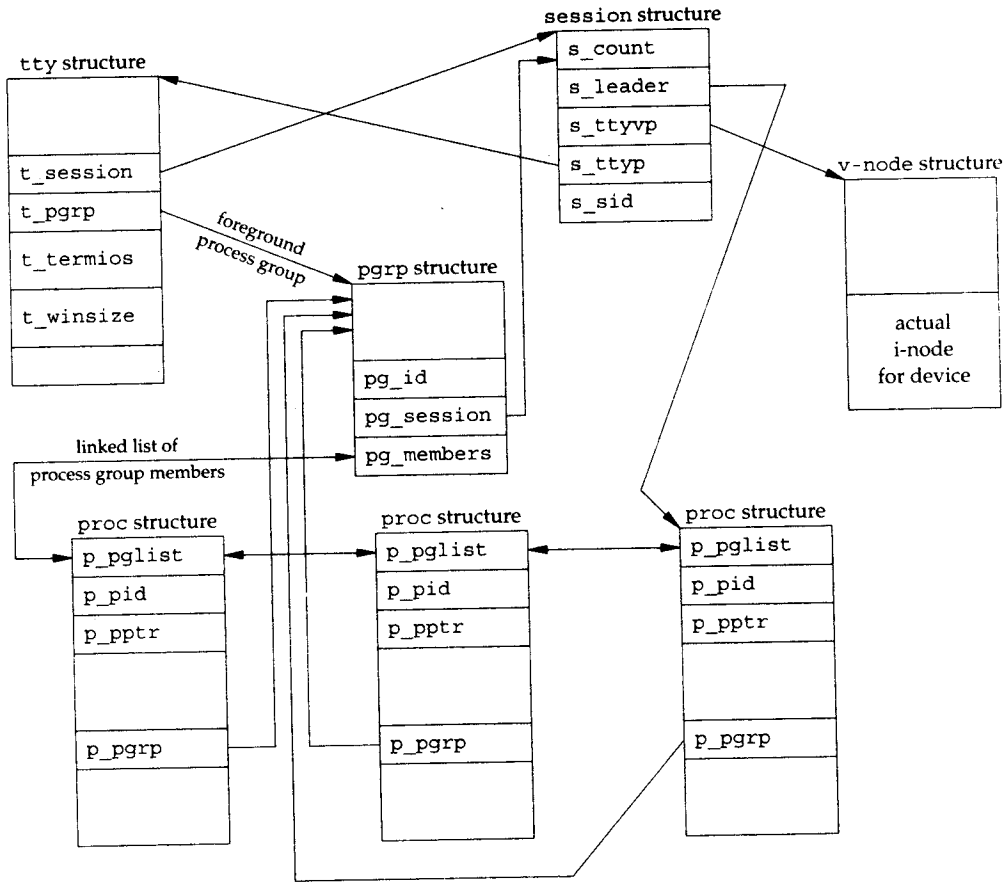 session structure
s_count
s_leader
s_ttyvp
s_ttyp
s_sid
tty structure
t_session
t_pgrp
t_termios
t_winsize
foreground
process group
v-node structure
actual
i-node
for device
pgrp structure
pg_id
pg_session
pg_members
linked list of
process group members
proc structure
p_pglist
p_pid
p_pptr
p_pgrp
proc structure
p_pglist
p_pid
p_pptr
p_pgrp
proc structure
p_pglist
p_pid
p_pptr
p_pgrp